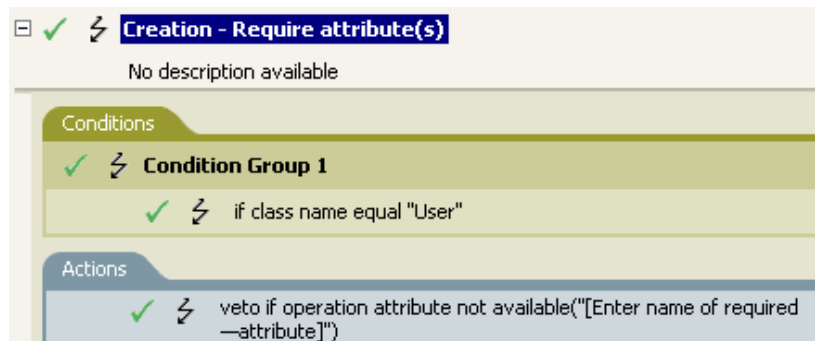 Creation - Require attribute(s)
No description available
Conditions
Condition Group 1
if class name equal "User"
Actions
veto if operation attribute not available("[Enter name of required
—attribute]")